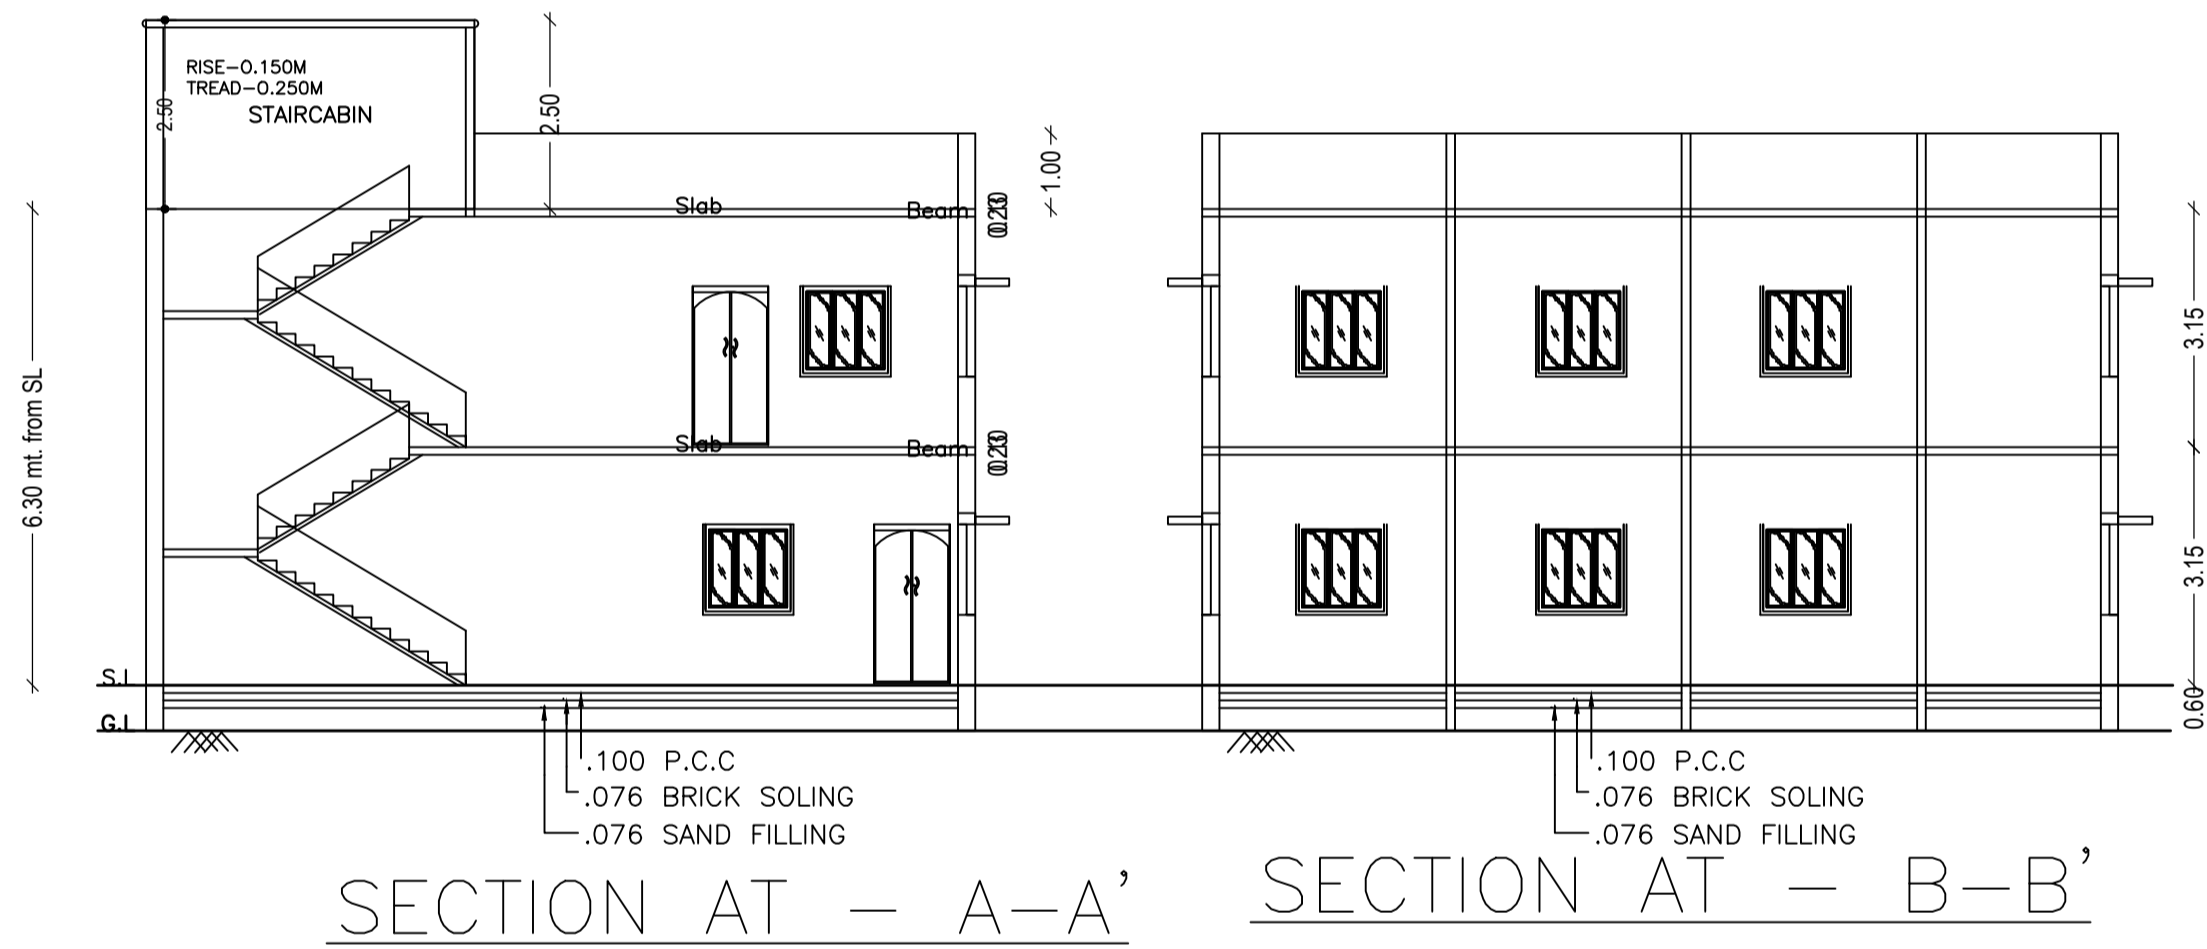 RISE-0.150M
TREAD-0.250M
STAIRCABIN
2.50
2.50
1.00
Slab
Beam
6.30 mt. from SL
Slab
Beam
3.15
3.15
0.60
S.L
G.L
.100 P.C.C
.076 BRICK SOLING
.076 SAND FILLING
SECTION AT - A-A'
.100 P.C.C
.076 BRICK SOLING
.076 SAND FILLING
SECTION AT - B-B'